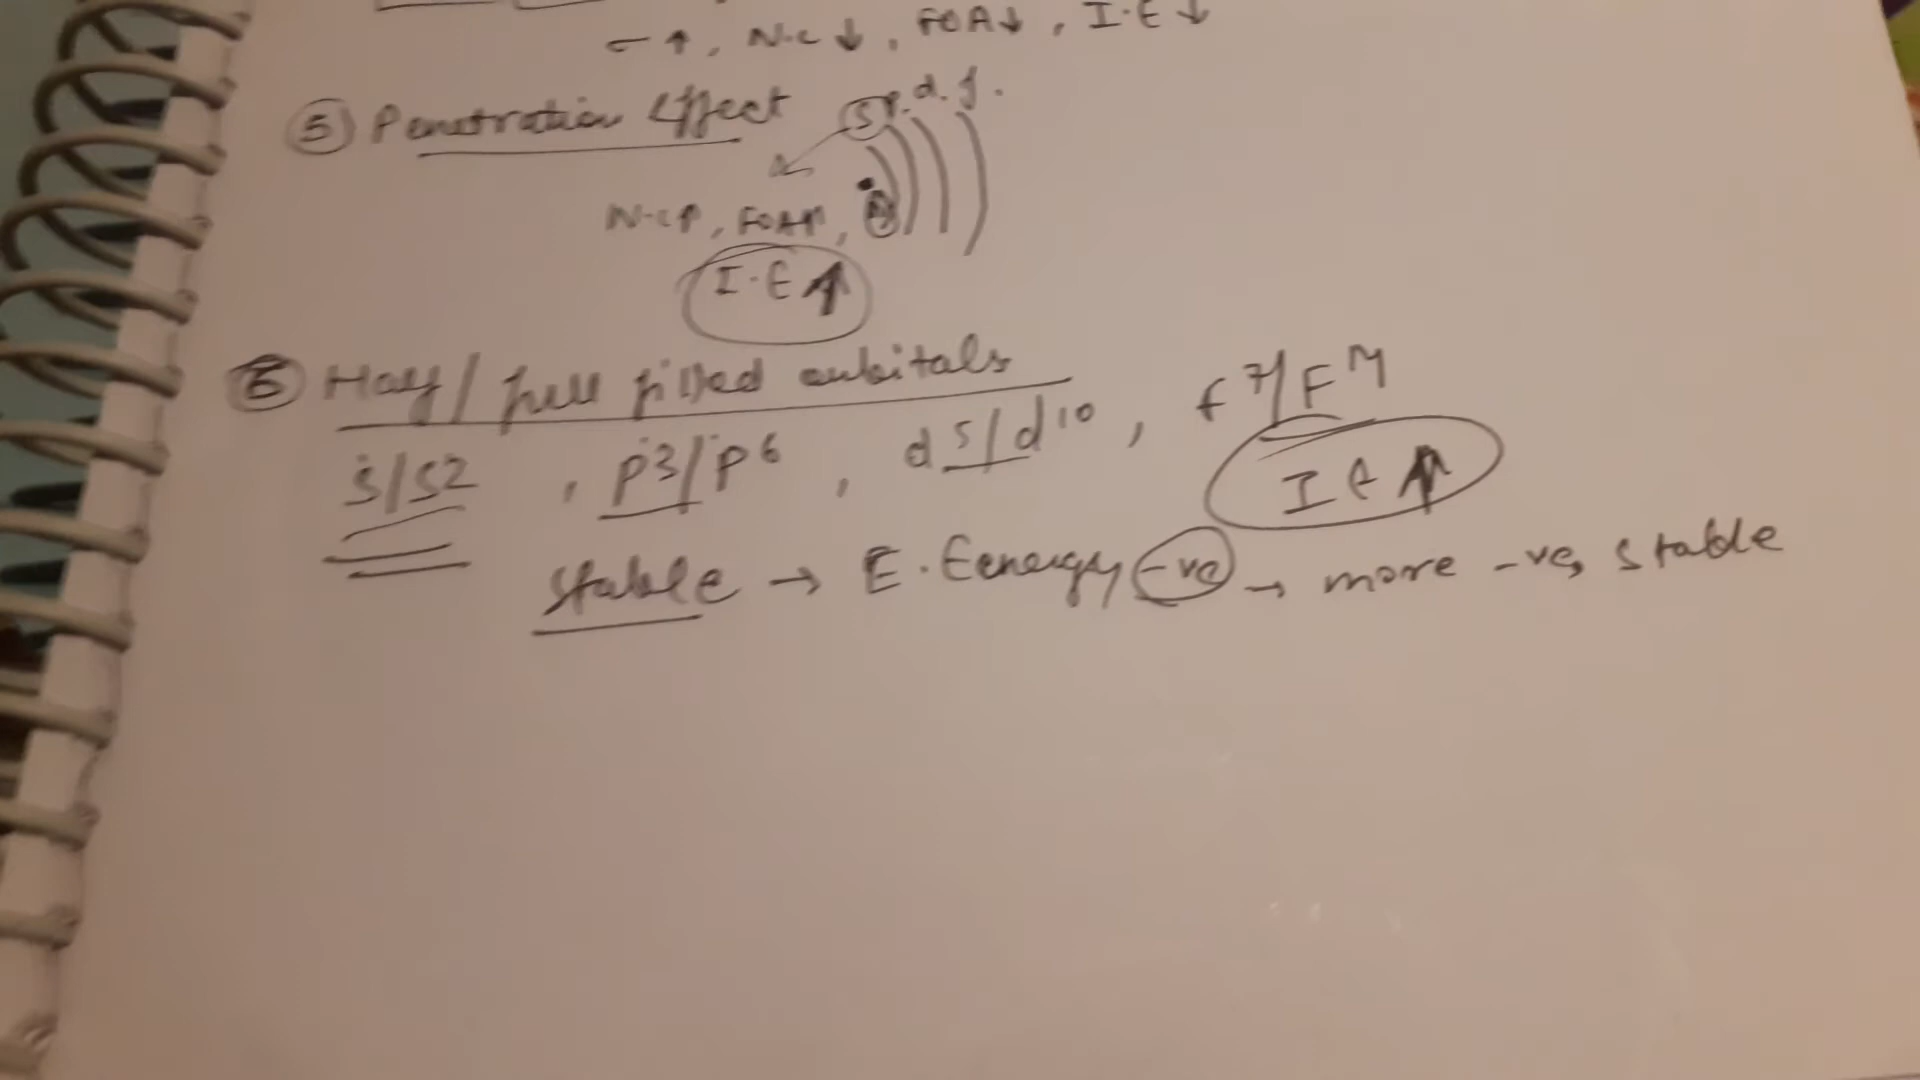 σ ↑, N.C ↓, FOA ↓, I.E ↓
⑤ Penetration Effect s p. d. f.
N.C ↑, FOA ↑,
I.E ↑
⑥ Half/full filled orbitals
s/s2, p3/p6, d5/d10, f7/F14
I E ↑
stable → E. Eenergy -ve → more -ve, stable